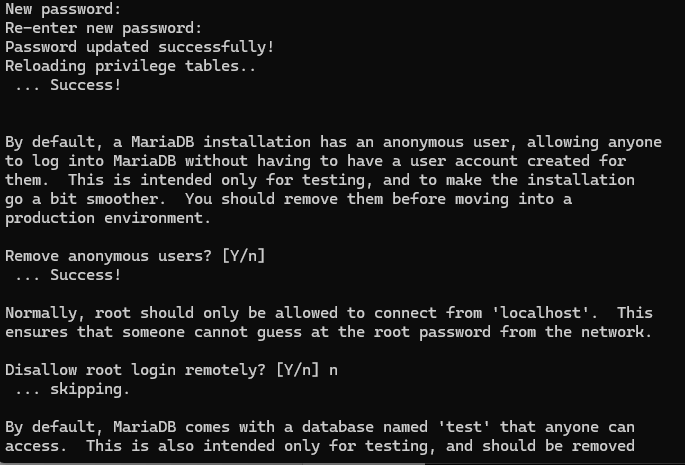 New password:
Re-enter new password:
Password updated successfully!
Reloading privilege tables..
 ... Success!
By default, a MariaDB installation has an anonymous user, allowing anyone
to log into MariaDB without having to have a user account created for
them.  This is intended only for testing, and to make the installation
go a bit smoother.  You should remove them before moving into a
production environment.
Remove anonymous users? [Y/n]
 ... Success!
Normally, root should only be allowed to connect from 'localhost'.  This
ensures that someone cannot guess at the root password from the network.
Disallow root login remotely? [Y/n] n
 ... skipping.
By default, MariaDB comes with a database named 'test' that anyone can
access.  This is also intended only for testing, and should be removed